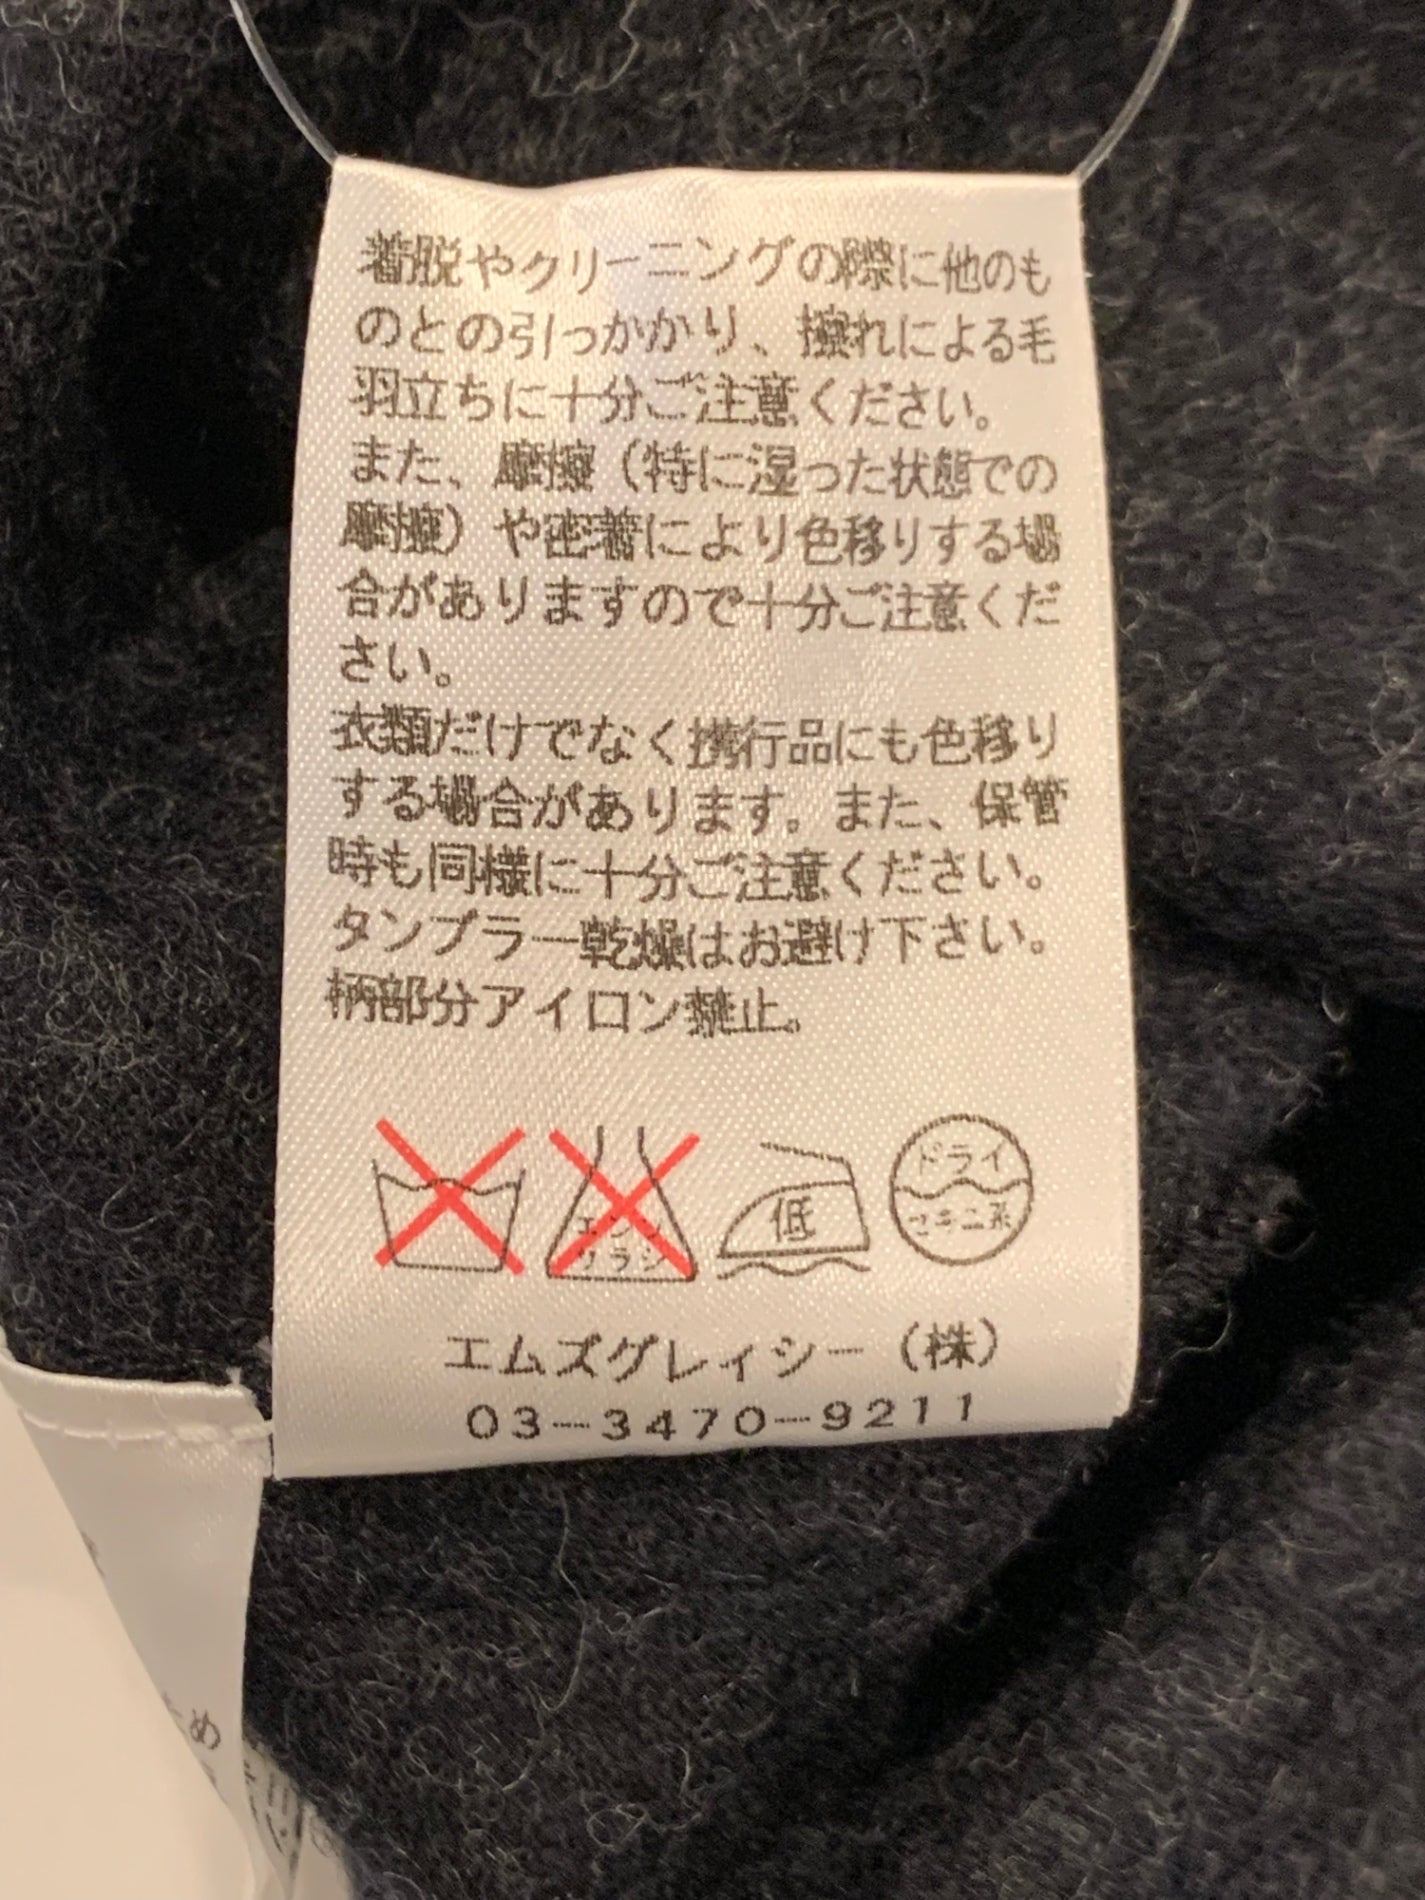 着脱やクリーニングの際に他のも
のとの引っかかり、擦れによる毛
羽立ちに十分ご注意ください。
また、摩擦（特に湿った状態での
摩擦）や密着により色移りする場
合がありますので十分ご注意くだ
さい。
衣類だけでなく携行品にも色移り
する場合があります。また、保管
時も同様に十分ご注意ください。
タンブラー乾燥はお避け下さい。
柄部分アイロン禁止。
エンソ
サラシ
低
ドライ
セキユ系
エムズグレイシー（株）
03-3470-9211
め